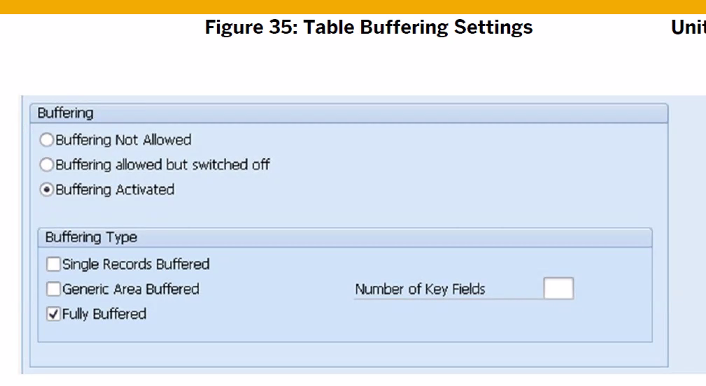 Figure 35: Table Buffering Settings
Buffering
Buffering Not Allowed
Buffering allowed but switched off
Buffering Activated
Buffering Type
Single Records Buffered
Generic Area Buffered Number of Key Fields
Fully Buffered